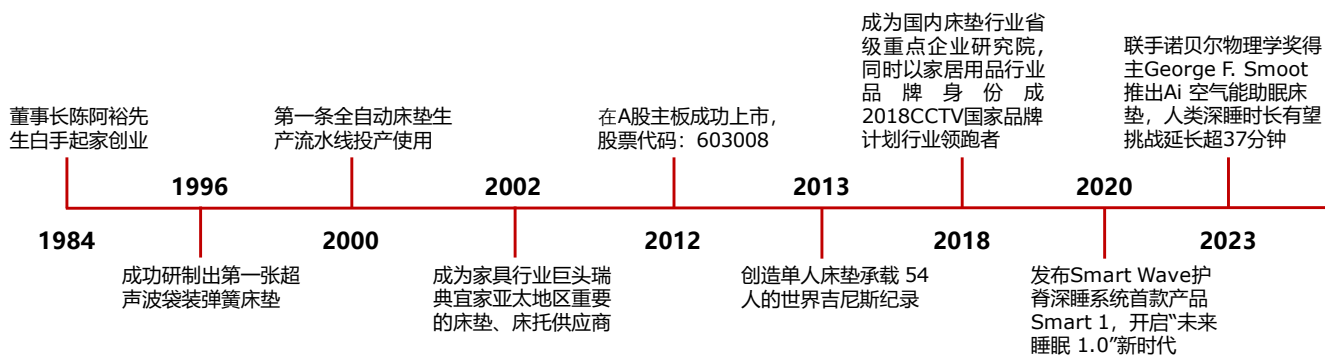 董事长陈阿裕先
生白手起家创业
1984
1996
成功研制出第一张超
声波袋装弹簧床垫
第一条全自动床垫生
产流水线投产使用
2000
2002
成为家具行业巨头瑞
典宜家亚太地区重要
的床垫、床托供应商
在A股主板成功上市，
股票代码：603008
2012
2013
创造单人床垫承载 54
人的世界吉尼斯纪录
成为国内床垫行业省
级重点企业研究院，
同时以家居用品行业
品牌身份成
2018CCTV国家品牌
计划行业领跑者
2018
2020
发布Smart Wave护
脊深睡系统首款产品
Smart 1，开启“未来
睡眠 1.0”新时代
联手诺贝尔物理学奖得
主George F. Smoot
推出Ai 空气能助眠床
垫，人类深睡时长有望
挑战延长超37分钟
2023